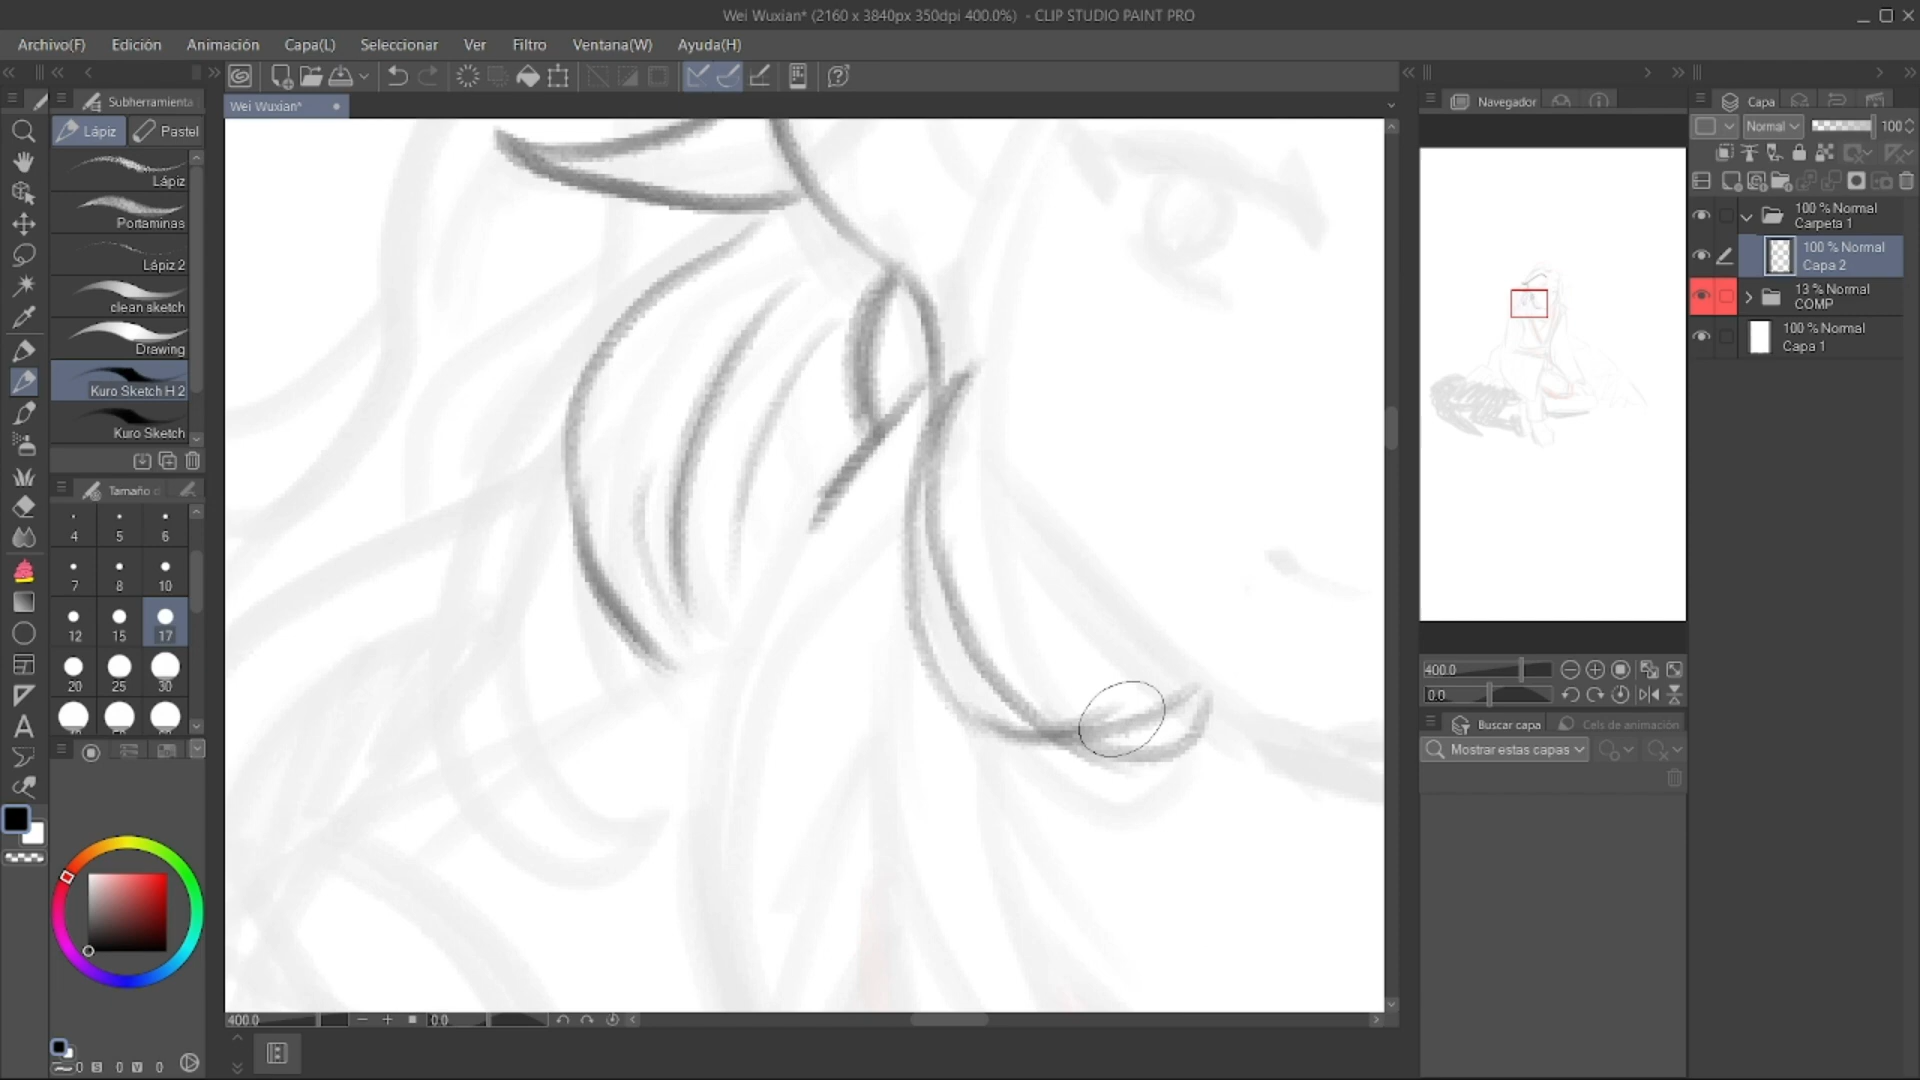 Wei Wuxian* (2160 x 3840px 350dpi 400.0%) - CLIP STUDIO PAINT PRO
Archivo(F) Edición Animación Capa(L) Seleccionar Ver Filtro Ventana(W) Ayuda(H)
Subherramienta
Wei Wuxian*
Lápiz Pastel
Lápiz
Portaminas
Lápiz 2
clean sketch
Drawing
Kuro Sketch H 2
Kuro Sketch
Tamaño d
4 5 6
7 8 10
12 15 17
20 25 30
0 S 0 V 0
400.0 0.0
Navegador
400.0
0.0
Buscar capa Cels de animación
Mostrar estas capas
Capa
Normal 100
100 % Normal
Carpeta 1
100 % Normal
Capa 2
13 % Normal
COMP
100 % Normal
Capa 1